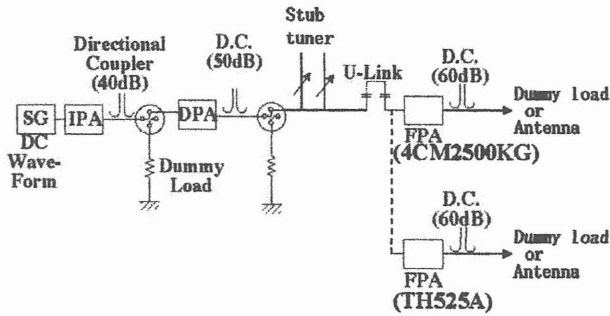 Stub
tuner
Directional
Coupler
(40dB)
D.C.
(50dB)
U-Link
D.C.
(60dB)
SG
IPA
DPA
DC
Wave-
Form
Dummy
Load
FPA
(4CM2500KG)
Dummy load
or
Antenna
D.C.
(60dB)
FPA
(TH525A)
Dummy load
or
Antenna